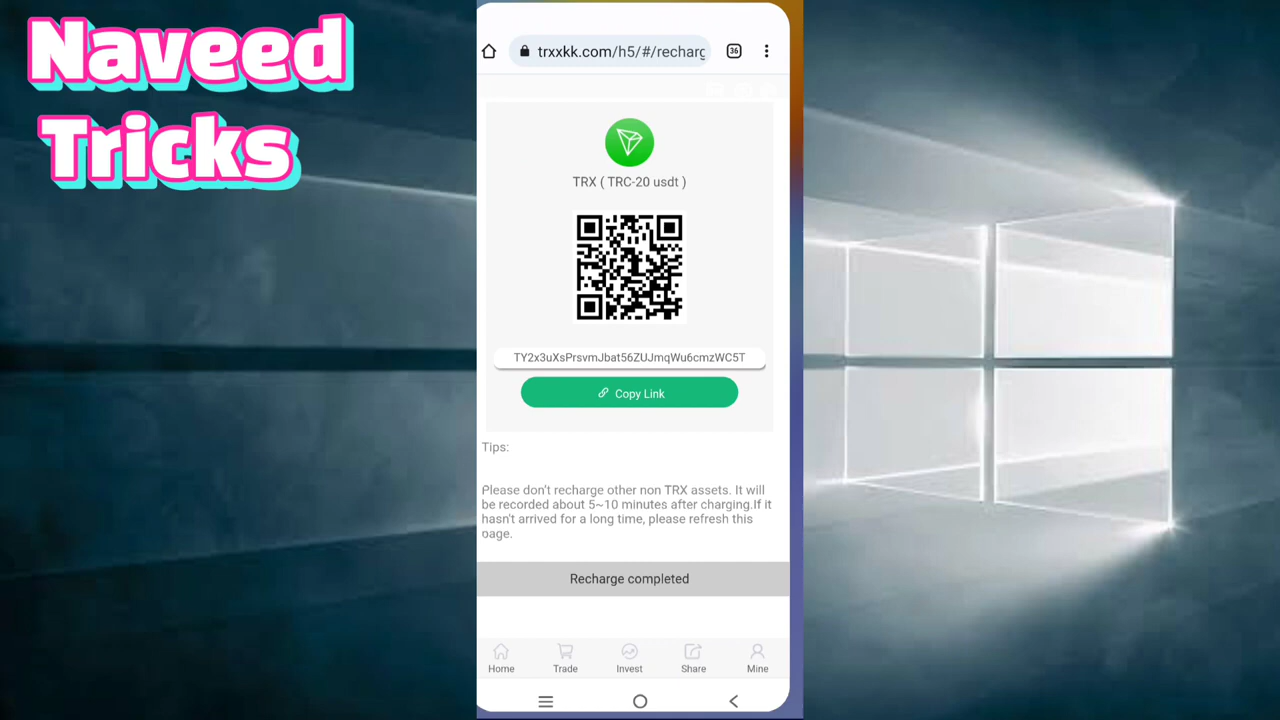 Naveed
Tricks
trxxkk.com/h5/#/recharg
36
TRX ( TRC-20 usdt )
TY2x3uXsPrsvmJbat56ZUJmqWu6cmzWC5T
Copy Link
Tips:
Please don't recharge other non TRX assets. It will
be recorded about 5~10 minutes after charging.If it
hasn't arrived for a long time, please refresh this
page.
Recharge completed
Home
Trade
Invest
Share
Mine